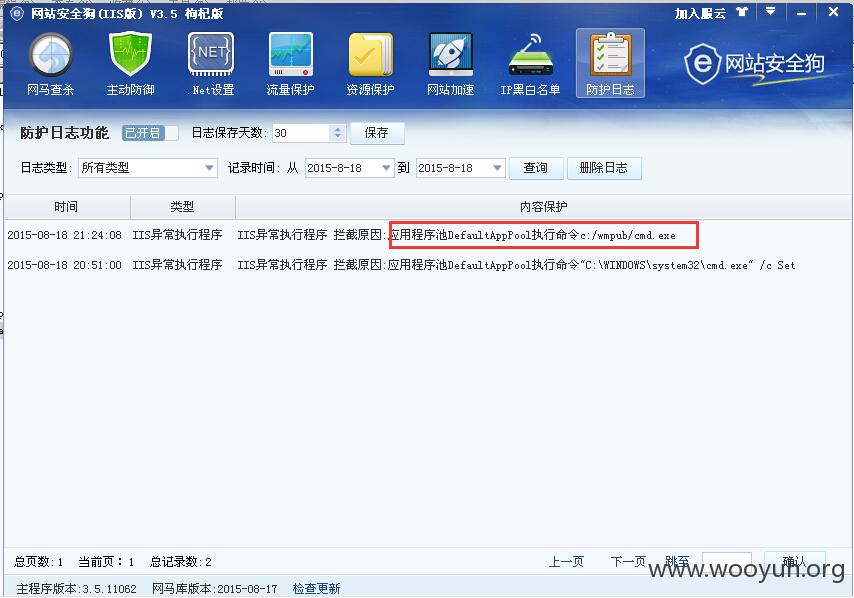 网站安全狗(IIS版) V3.5 枸杞版 加入服云
网马查杀 主动防御 .Net设置 流量保护 资源保护 网站加速 IP黑白名单 防护日志 网站安全狗
NET
防护日志功能 已开启 日志保存天数: 30 保存
日志类型: 所有类型 记录时间: 从 2015-8-18 到 2015-8-18 查询 删除日志
时间 类型 内容保护
2015-08-18 21:24:08 IIS异常执行程序 IIS异常执行程序 拦截原因:应用程序池DefaultAppPool执行命令c:/wmpub/cmd.exe
2015-08-18 20:51:00 IIS异常执行程序 IIS异常执行程序 拦截原因:应用程序池DefaultAppPool执行命令"C:\WINDOWS\system32\cmd.exe" /c Set
总页数: 1 当前页: 1 总记录数: 2 上一页 下一页 跳至 确认
www.wooyun.org
主程序版本:3.5.11062 网马库版本:2015-08-17 检查更新